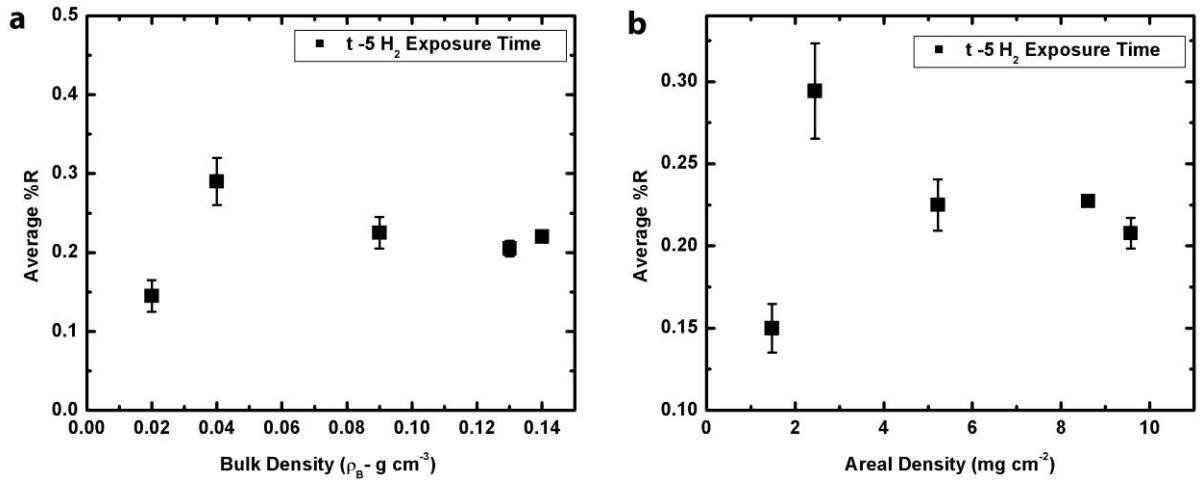 a
t -5 H₂ Exposure Time
0.5
0.4
0.3
0.2
0.1
0.0
Average %R
0.00 0.02 0.04 0.06 0.08 0.10 0.12 0.14
Bulk Density (ρ_B- g cm⁻³)
b
t -5 H₂ Exposure Time
0.30
0.25
0.20
0.15
0.10
Average %R
0 2 4 6 8 10
Areal Density (mg cm⁻²)